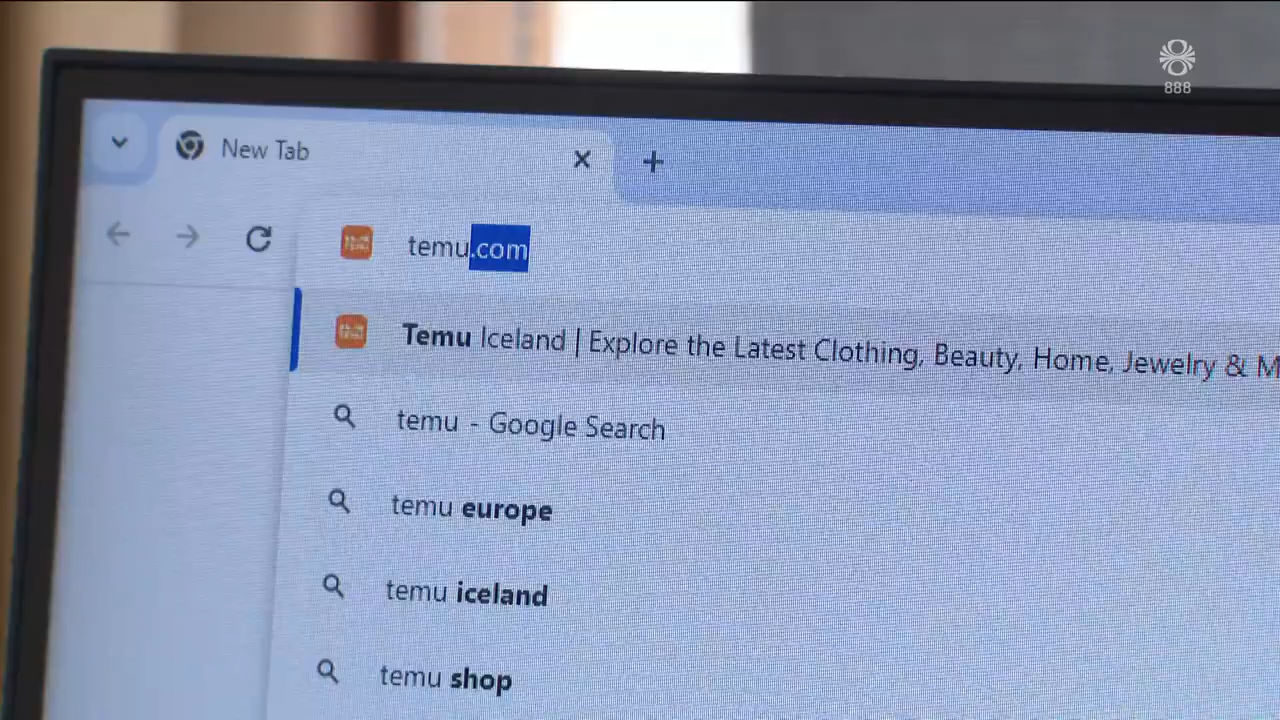 888
New Tab
temu.com
Temu Iceland | Explore the Latest Clothing, Beauty, Home, Jewelry & M
temu - Google Search
temu europe
temu iceland
temu shop